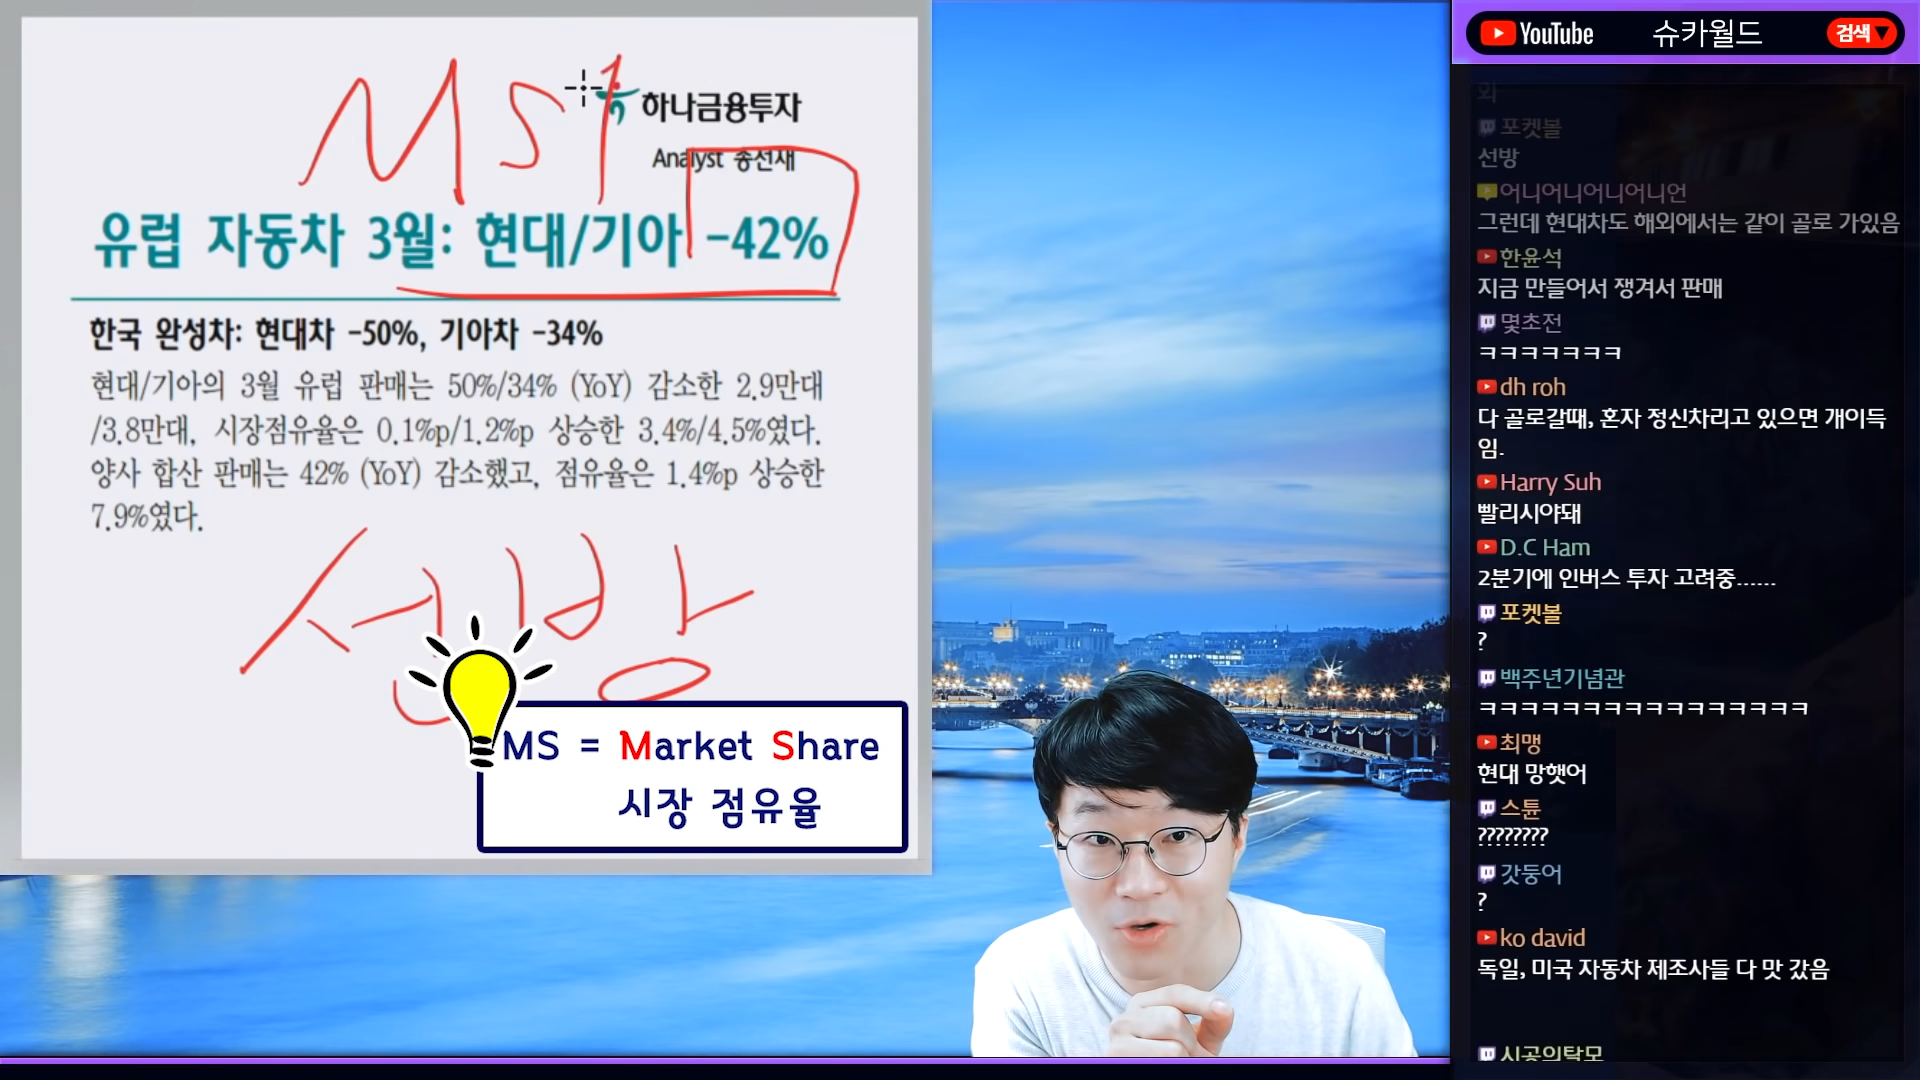 MS↑
하나금융투자
Analyst 송선재
유럽 자동차 3월: 현대/기아 -42%
한국 완성차: 현대차 -50%, 기아차 -34%
현대/기아의 3월 유럽 판매는 50%/34% (YoY) 감소한 2.9만대
/3.8만대, 시장점유율은 0.1%p/1.2%p 상승한 3.4%/4.5%였다.
양사 합산 판매는 42% (YoY) 감소했고, 점유율은 1.4%p 상승한
7.9%였다.
선방
MS = Market Share
시장 점유율
YouTube 슈카월드 검색▼
외
포켓볼
선방
어니어니어니어니언
그런데 현대차도 해외에서는 같이 골로 가있음
한윤석
지금 만들어서 쟁겨서 판매
몇초전
ㅋㅋㅋㅋㅋㅋㅋ
dh roh
다 골로갈때, 혼자 정신차리고 있으면 개이득
임.
Harry Suh
빨리시야돼
D.C Ham
2분기에 인버스 투자 고려중......
포켓볼
?
백주년기념관
ㅋㅋㅋㅋㅋㅋㅋㅋㅋㅋㅋㅋㅋㅋㅋㅋ
최맹
현대 망햇어
스튠
????????
갓둥어
?
ko david
독일, 미국 자동차 제조사들 다 맛 갔음
시공의탁모